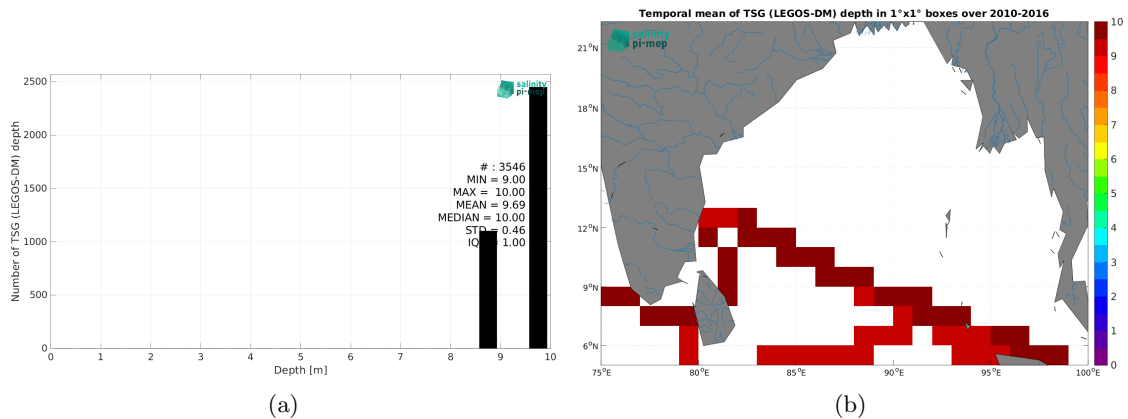 2500
2000
1500
1000
500
0
Number of TSG (LEGOS-DM) depth
salinity
pi-mep
# : 3546
MIN = 9.00
MAX = 10.00
MEAN = 9.69
MEDIAN = 10.00
STD = 0.46
= 1.00
0 1 2 3 4 5 6 7 8 9 10
Depth [m]
(a)
Temporal mean of TSG (LEGOS-DM) depth in 1°x1° boxes over 2010-2016
salinity
pi-mep
21°N
18°N
15°N
12°N
9°N
6°N
75°E 80°E 85°E 90°E 95°E 100°E
10
9
8
7
6
5
4
3
2
1
0
(b)